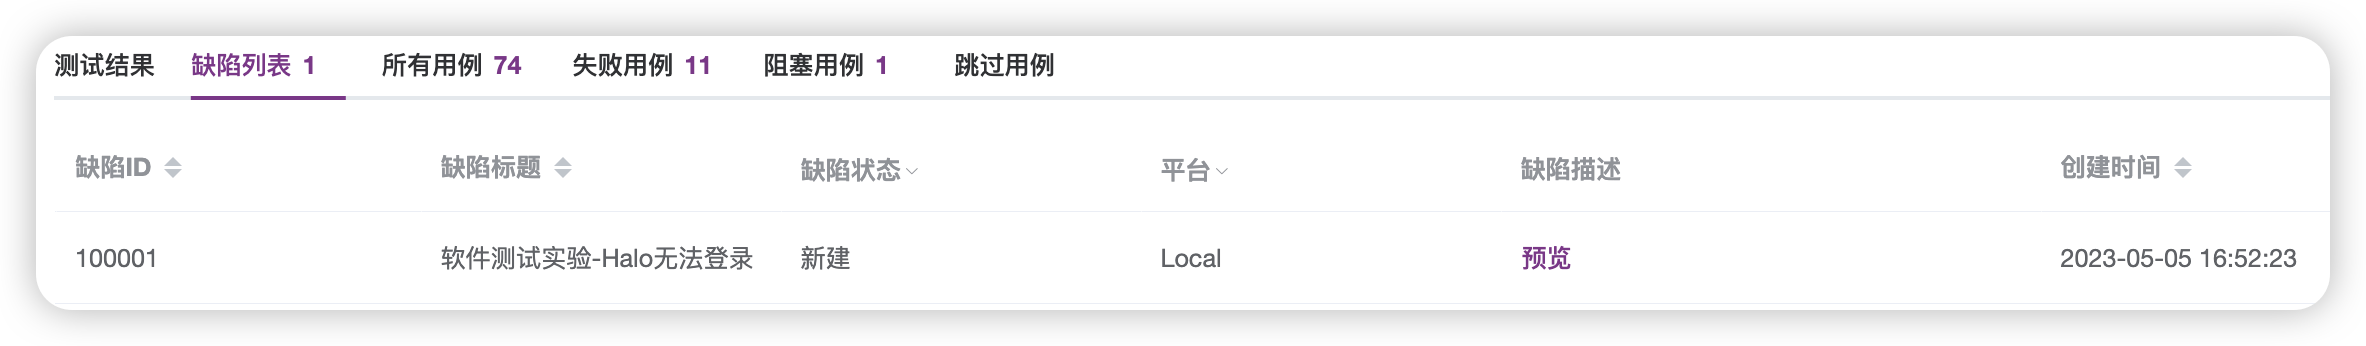 测试结果 缺陷列表 1 所有用例 74 失败用例 11 阻塞用例 1 跳过用例
缺陷ID 缺陷标题 缺陷状态 平台 缺陷描述 创建时间
100001 软件测试实验-Halo无法登录 新建 Local 预览 2023-05-05 16:52:23